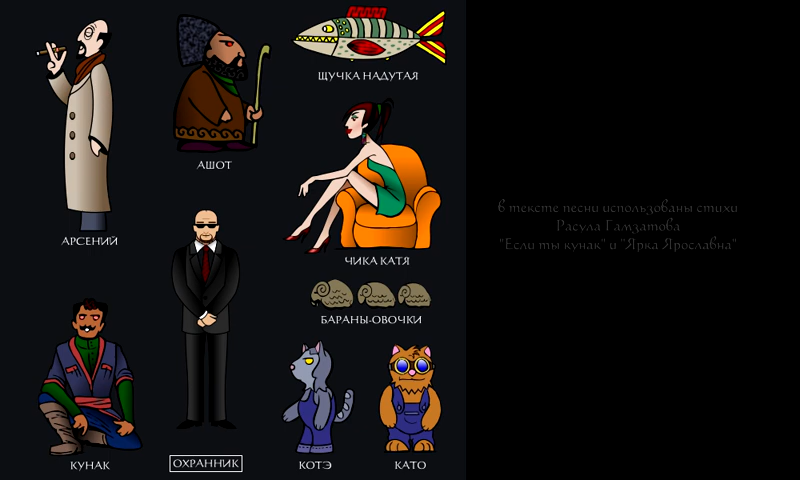 ЩУЧКА НАДУТАЯ
АШОТ
АРСЕНИЙ
ЧИКА КАТЯ
БАРАНЫ-ОВОЧКИ
КУНАК
ОХРАННИК
КОТЭ
КАТО
в тексте песни использованы стихи
Расула Гамзатова
"Если ты кунак" и "Ярка Ярославна"